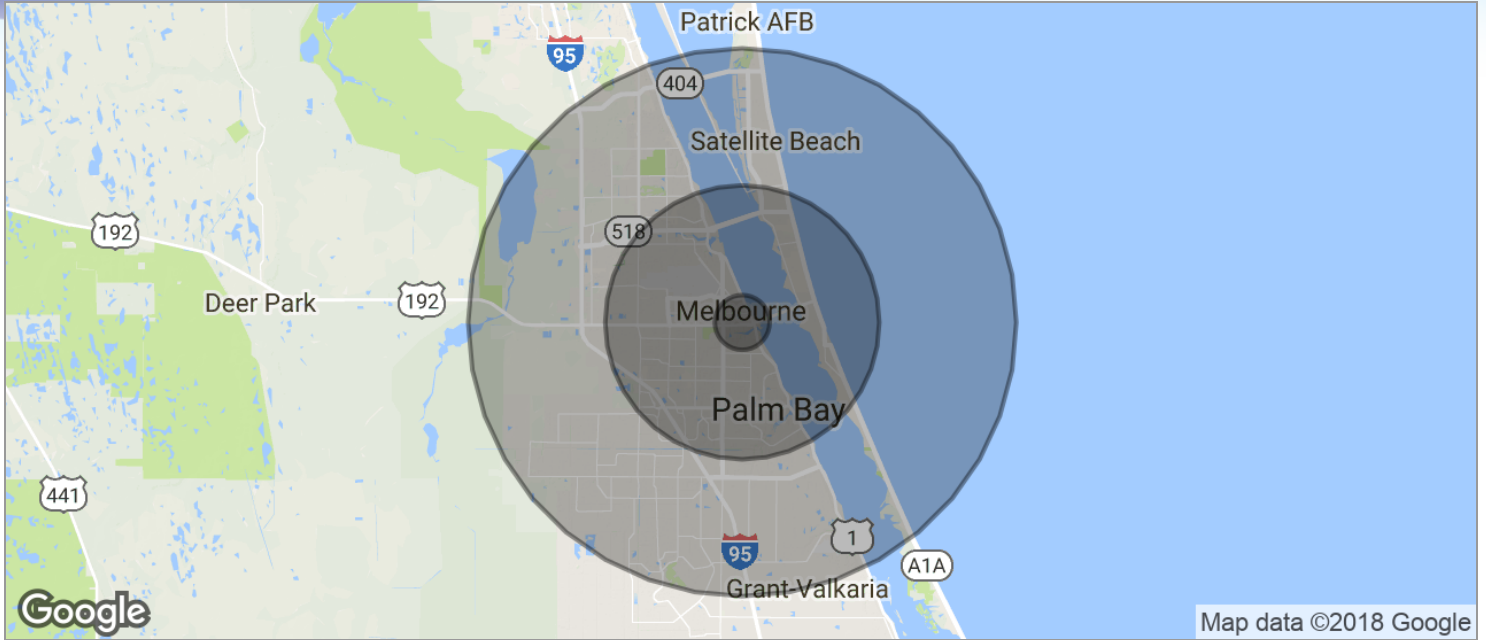 Patrick AFB
95
404
Satellite Beach
192
518
Deer Park
192
Melbourne
Palm Bay
441
95
1
A1A
Grant-Valkaria
Google
Map data ©2018 Google